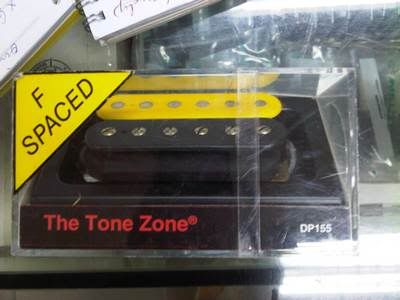 F
SPACED
The Tone Zone®
DP155